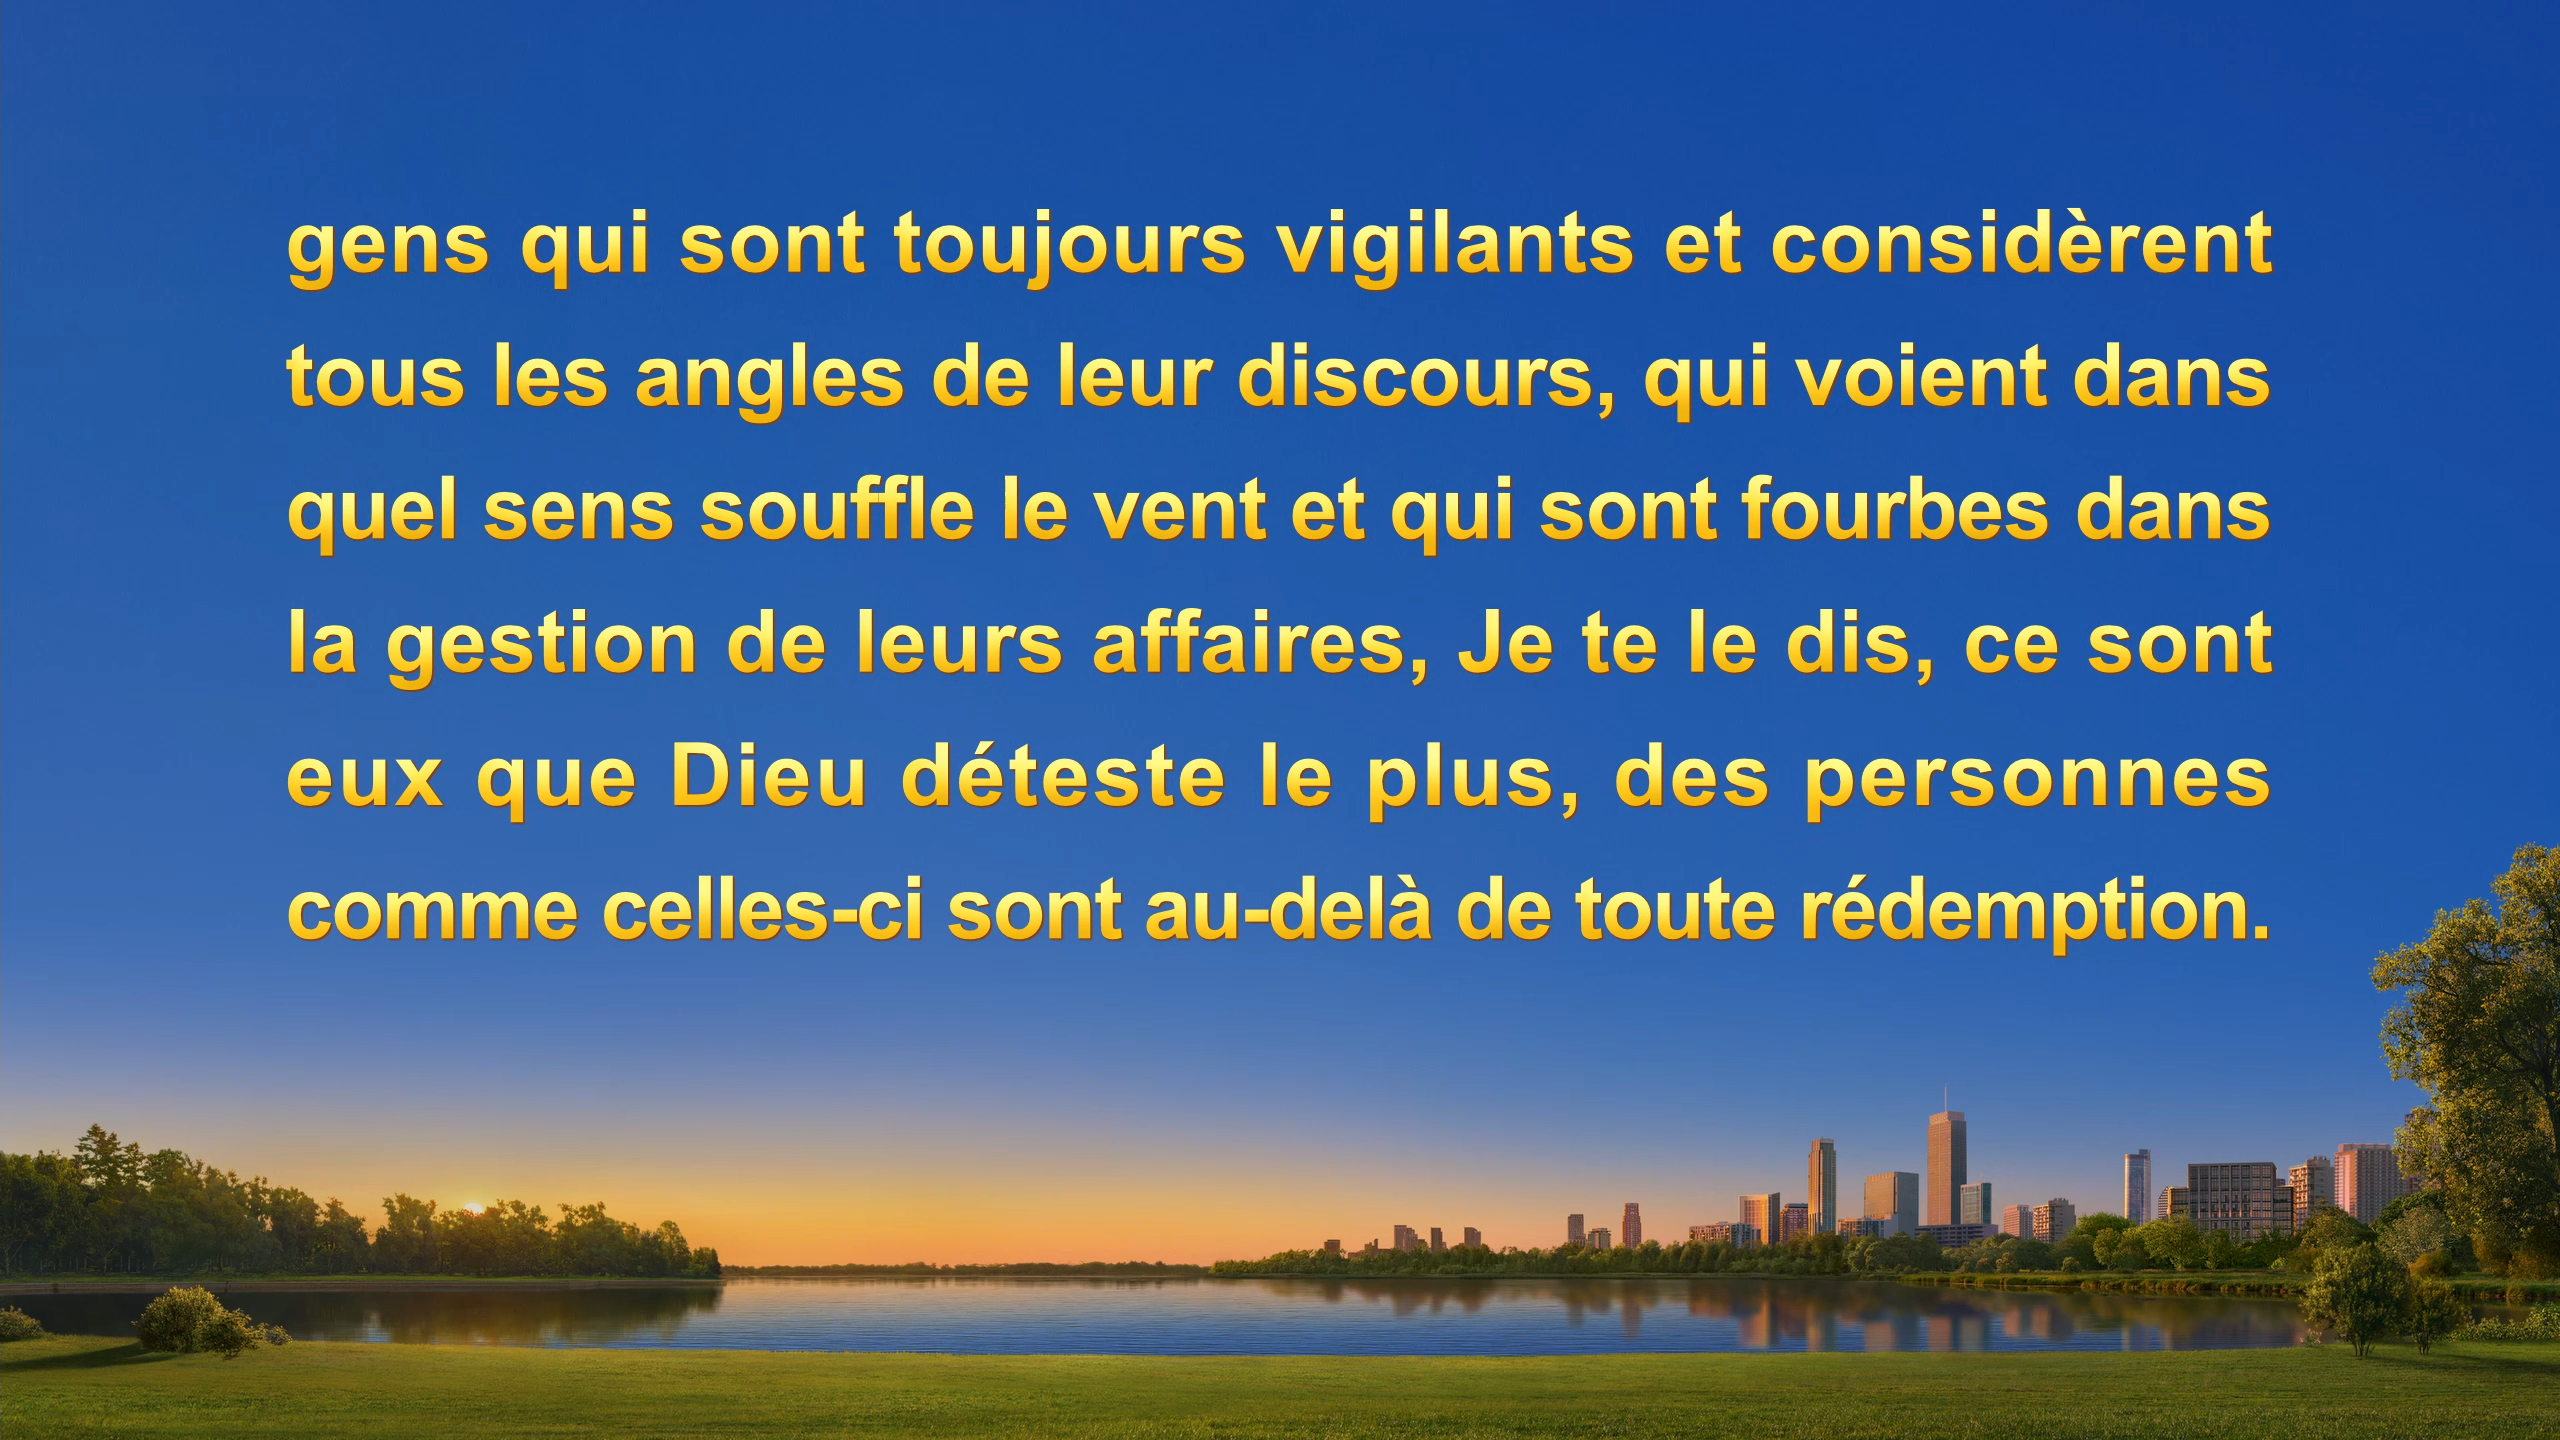 gens qui sont toujours vigilants et considèrent
tous les angles de leur discours, qui voient dans
quel sens souffle le vent et qui sont fourbes dans
la gestion de leurs affaires, Je te le dis, ce sont
eux que Dieu déteste le plus, des personnes
comme celles-ci sont au-delà de toute rédemption.